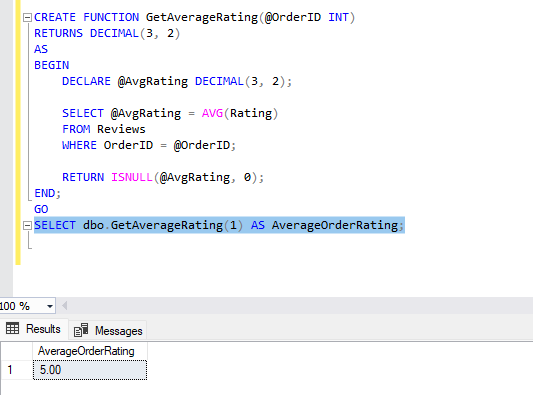 CREATE FUNCTION GetAverageRating(@OrderID INT)
RETURNS DECIMAL(3, 2)
AS
BEGIN
DECLARE @AvgRating DECIMAL(3, 2);
SELECT @AvgRating = AVG(Rating)
FROM Reviews
WHERE OrderID = @OrderID;
RETURN ISNULL(@AvgRating, 0);
END;
GO
SELECT dbo.GetAverageRating(1) AS AverageOrderRating;
100 %
Results Messages
AverageOrderRating
1 5.00